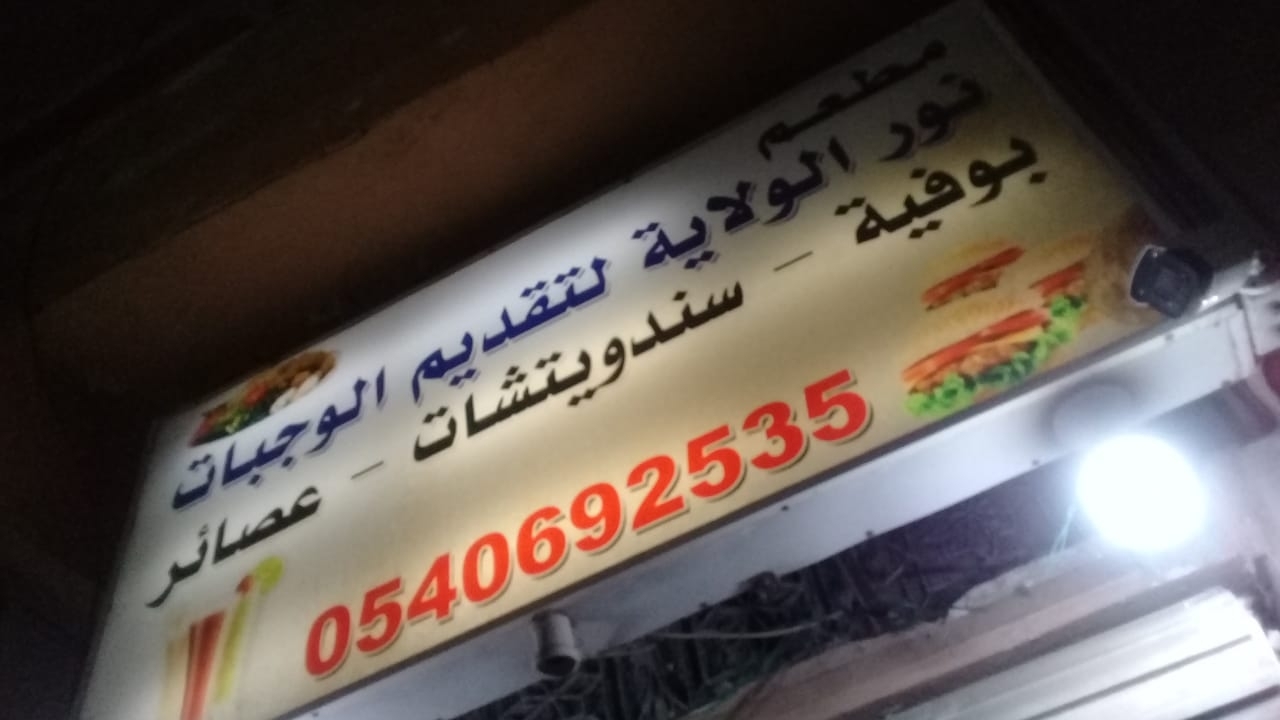 مطعم
نور الولاية لتقديم الوجبات
بوفية - سندويتشات - عصائر
0540692535